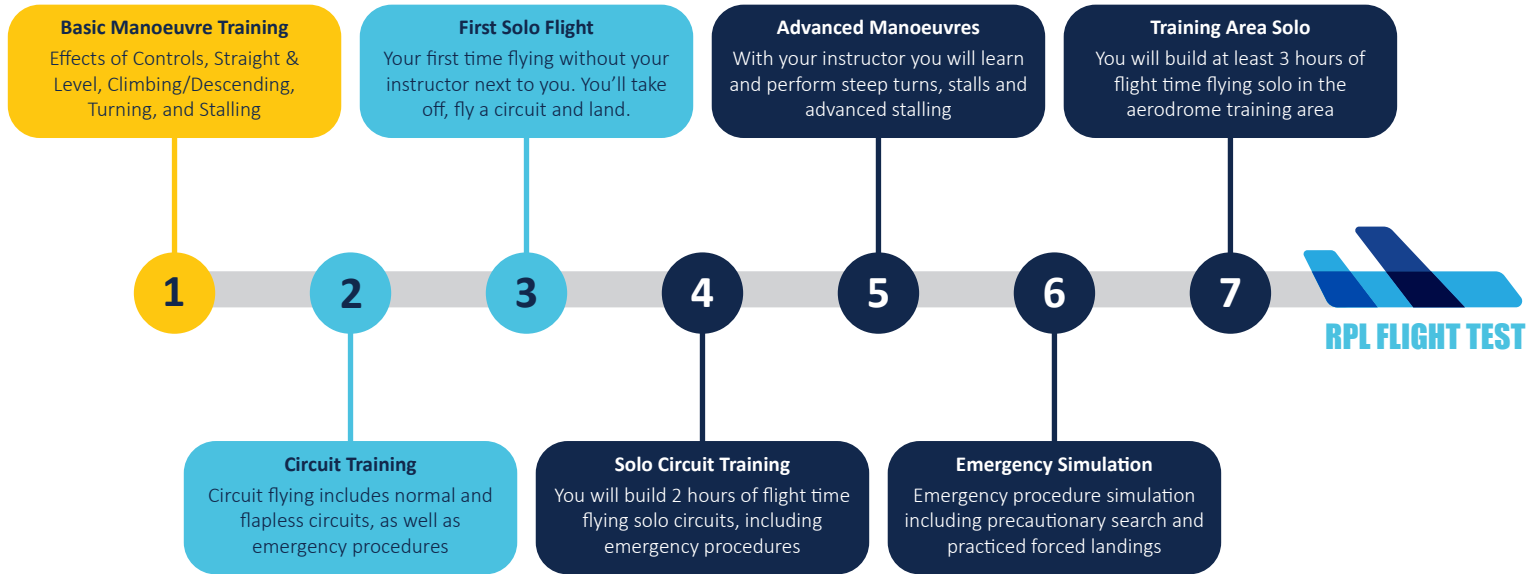 Basic Manoeuvre Training
Effects of Controls, Straight &
Level, Climbing/Descending,
Turning, and Stalling
First Solo Flight
Your first time flying without your
instructor next to you. You’ll take
off, fly a circuit and land.
Advanced Manoeuvres
With your instructor you will learn
and perform steep turns, stalls and
advanced stalling
Training Area Solo
You will build at least 3 hours of
flight time flying solo in the
aerodrome training area
1
2
3
4
5
6
7
RPL FLIGHT TEST
Circuit Training
Circuit flying includes normal and
flapless circuits, as well as
emergency procedures
Solo Circuit Training
You will build 2 hours of flight time
flying solo circuits, including
emergency procedures
Emergency Simulation
Emergency procedure simulation
including precautionary search and
practiced forced landings